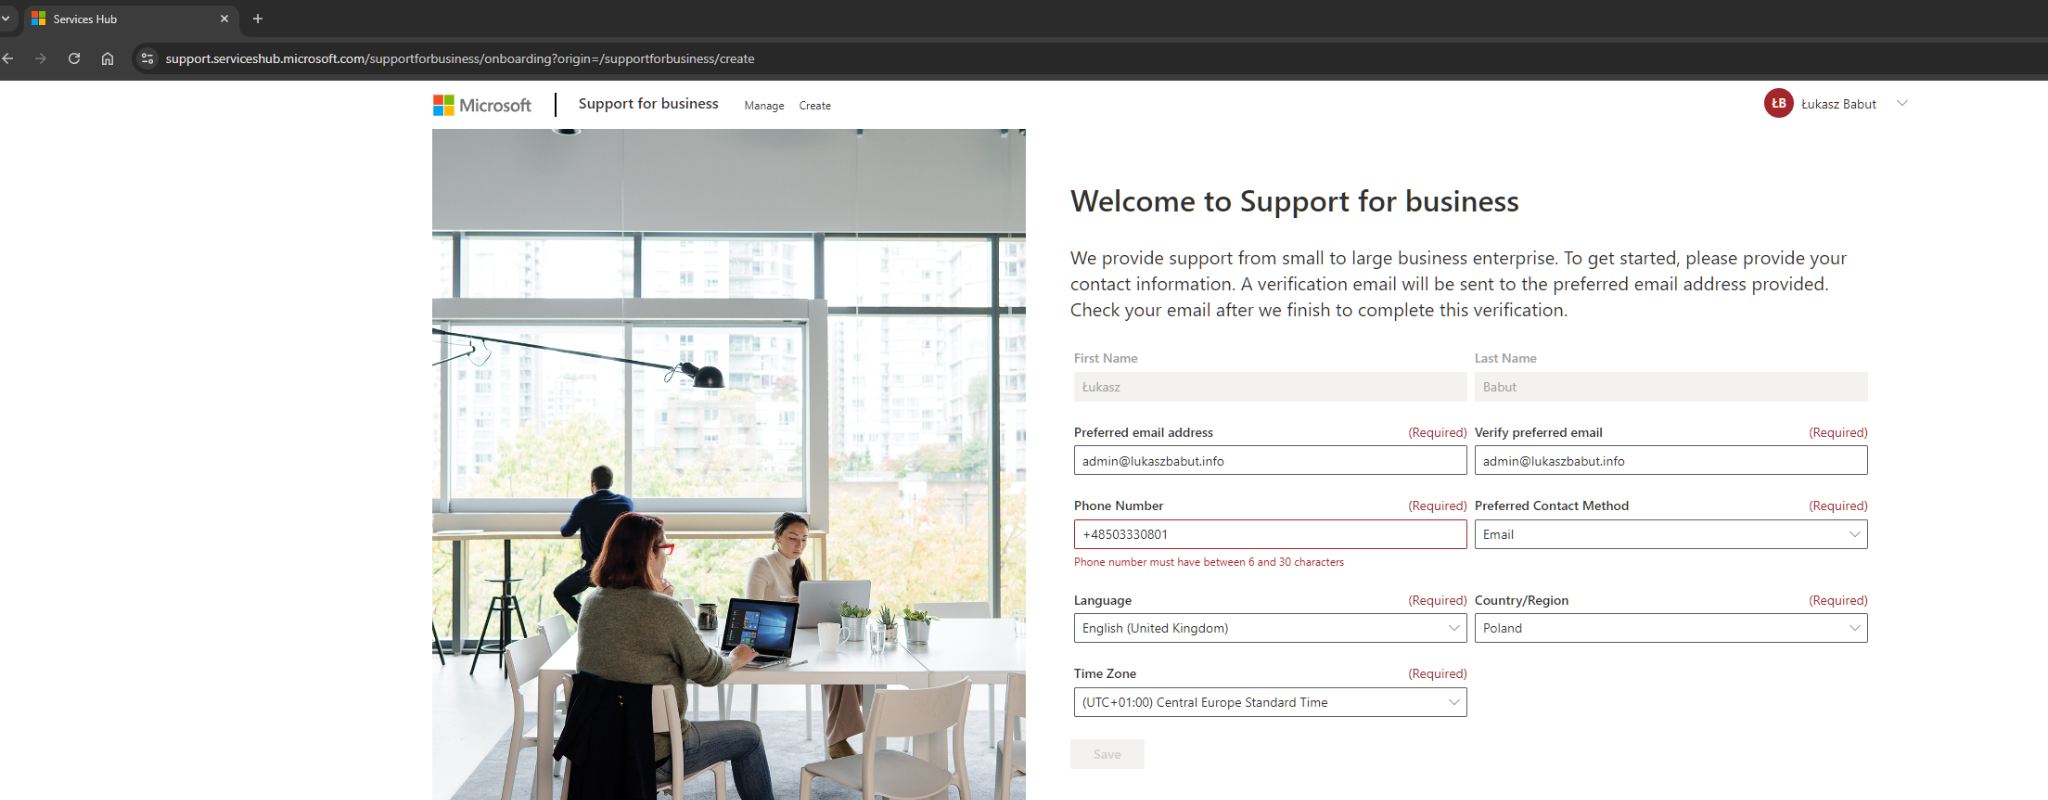 Services Hub
support.serviceshub.microsoft.com/supportforbusiness/onboarding?origin=/supportforbusiness/create
Microsoft
Support for business
Manage
Create
ŁB
Łukasz Babut
Welcome to Support for business
We provide support from small to large business enterprise. To get started, please provide your
contact information. A verification email will be sent to the preferred email address provided.
Check your email after we finish to complete this verification.
First Name
Last Name
Łukasz
Babut
Preferred email address (Required)
Verify preferred email (Required)
admin@lukaszbabut.info
admin@lukaszbabut.info
Phone Number (Required)
Preferred Contact Method (Required)
+48503330801
Email
Phone number must have between 6 and 30 characters
Language (Required)
Country/Region (Required)
English (United Kingdom)
Poland
Time Zone (Required)
(UTC+01:00) Central Europe Standard Time
Save